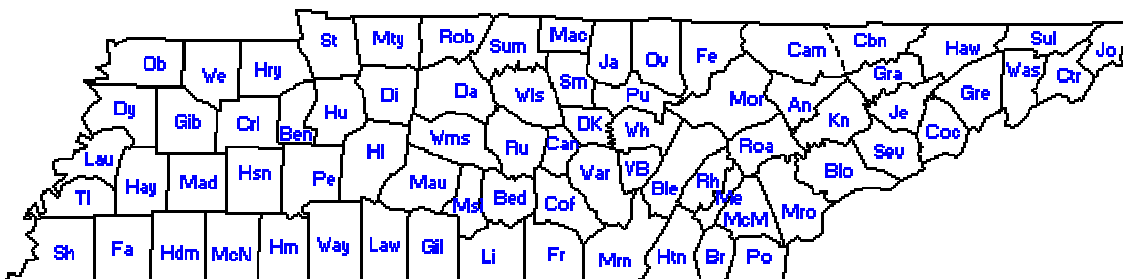 St Mty Rob Sum Mac Ja Ov Fe Cam Cbn Haw Sul Jo
Ob We Hry Sm Gra Was Ctr
Dy Gib Crl Ben Hu Di Da Wls Pu Mor An Kn Je Gre
DK Wh Coc
Lau Hay Mad Hsn Pe Hi Wms Ru Can War VB Roa Sev
Tl Mau Msl Bed Cof Ble Rh Me McM Mro Blo
Sh Fa Hdm McN Hm Way Law Gil Li Fr Mrn Htn Br Po